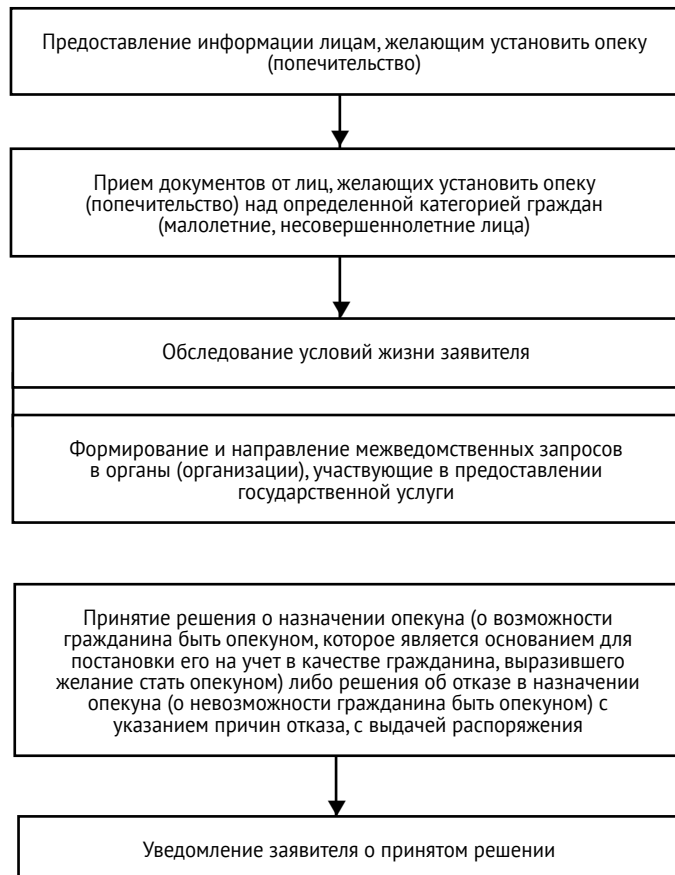 Предоставление информации лицам, желающим установить опеку
(попечительство)
Прием документов от лиц, желающих установить опеку
(попечительство) над определенной категорией граждан
(малолетние, несовершеннолетние лица)
Обследование условий жизни заявителя
Формирование и направление межведомственных запросов
в органы (организации), участвующие в предоставлении
государственной услуги
Принятие решения о назначении опекуна (о возможности
гражданина быть опекуном, которое является основанием для
постановки его на учет в качестве гражданина, выразившего
желание стать опекуном) либо решения об отказе в назначении
опекуна (о невозможности гражданина быть опекуном) с
указанием причин отказа, с выдачей распоряжения
Уведомление заявителя о принятом решении